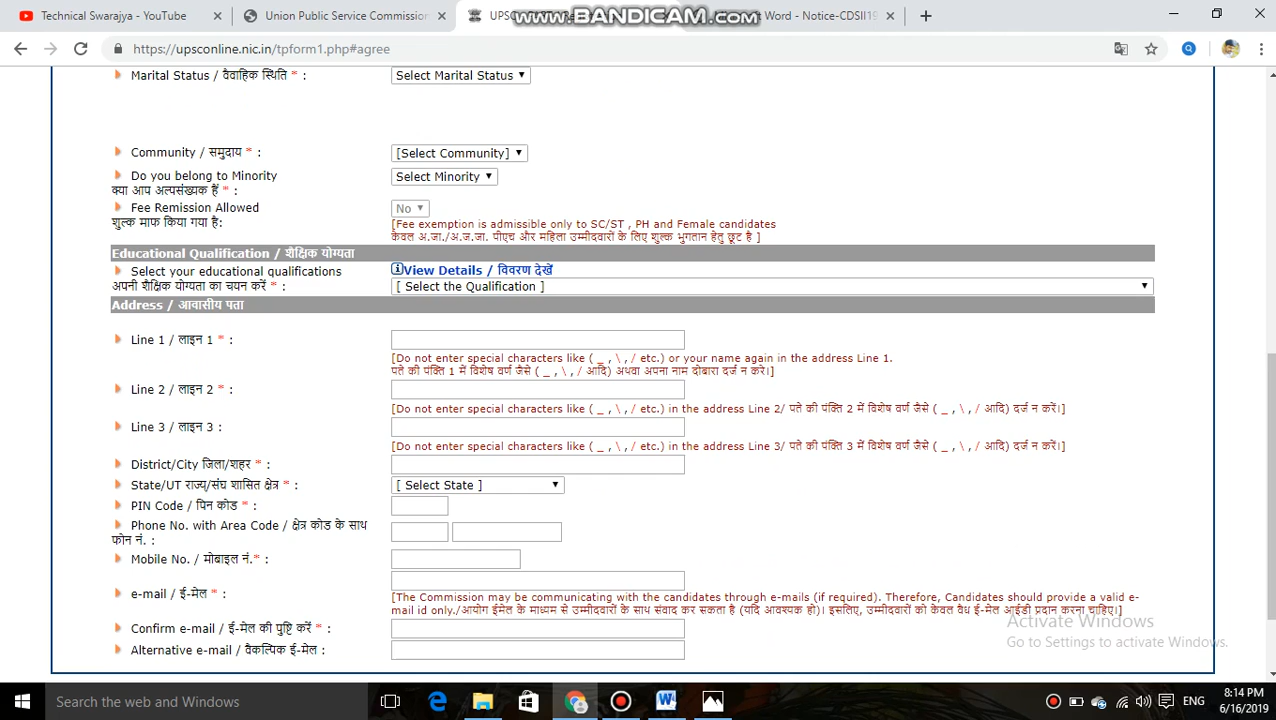 Technical Swarajya - YouTube × Union Public Service Commission × UPSC × t Word - Notice-CDSII19 × +
www.BANDICAM.com
https://upsconline.nic.in/tpform1.php#agree
Marital Status / वैवाहिक स्थिति * : Select Marital Status
Community / समुदाय * : [Select Community]
Do you belong to Minority Select Minority
क्या आप अल्पसंख्यक हैं * :
Fee Remission Allowed No
शुल्क माफ किया गया है:
[Fee exemption is admissible only to SC/ST , PH and Female candidates
केवल अ.जा./अ.ज.जा. पीएच और महिला उम्मीदवारों के लिए शुल्क भुगतान हेतु छूट है ]
Educational Qualification / शैक्षिक योग्यता
Select your educational qualifications View Details / विवरण देखें
अपनी शैक्षिक योग्यता का चयन करें * : [ Select the Qualification ]
Address / आवासीय पता
Line 1 / लाइन 1 * :
[Do not enter special characters like ( _ , \ , / etc.) or your name again in the address Line 1.
पते की पंक्ति 1 में विशेष वर्ण जैसे ( _ , \ , / आदि) अथवा अपना नाम दोबारा दर्ज न करें।]
Line 2 / लाइन 2 * :
[Do not enter special characters like ( _ , \ , / etc.) in the address Line 2/ पते की पंक्ति 2 में विशेष वर्ण जैसे ( _ , \ , / आदि) दर्ज न करें।]
Line 3 / लाइन 3 :
[Do not enter special characters like ( _ , \ , / etc.) in the address Line 3/ पते की पंक्ति 3 में विशेष वर्ण जैसे ( _ , \ , / आदि) दर्ज न करें।]
District/City जिला/शहर * :
State/UT राज्य/संघ शासित क्षेत्र * : [ Select State ]
PIN Code / पिन कोड * :
Phone No. with Area Code / क्षेत्र कोड के साथ
फोन नं. :
Mobile No. / मोबाइल नं.* :
e-mail / ई-मेल * :
[The Commission may be communicating with the candidates through e-mails (if required). Therefore, Candidates should provide a valid e-
mail id only./आयोग ईमेल के माध्यम से उम्मीदवारों के साथ संवाद कर सकता है (यदि आवश्यक हो)। इसलिए, उम्मीदवारों को केवल वैध ई-मेल आईडी प्रदान करना चाहिए।]
Confirm e-mail / ई-मेल की पुष्टि करें * :
Alternative e-mail / वैकल्पिक ई-मेल :
Activate Windows
Go to Settings to activate Windows.
Search the web and Windows
ENG
8:14 PM
6/16/2019